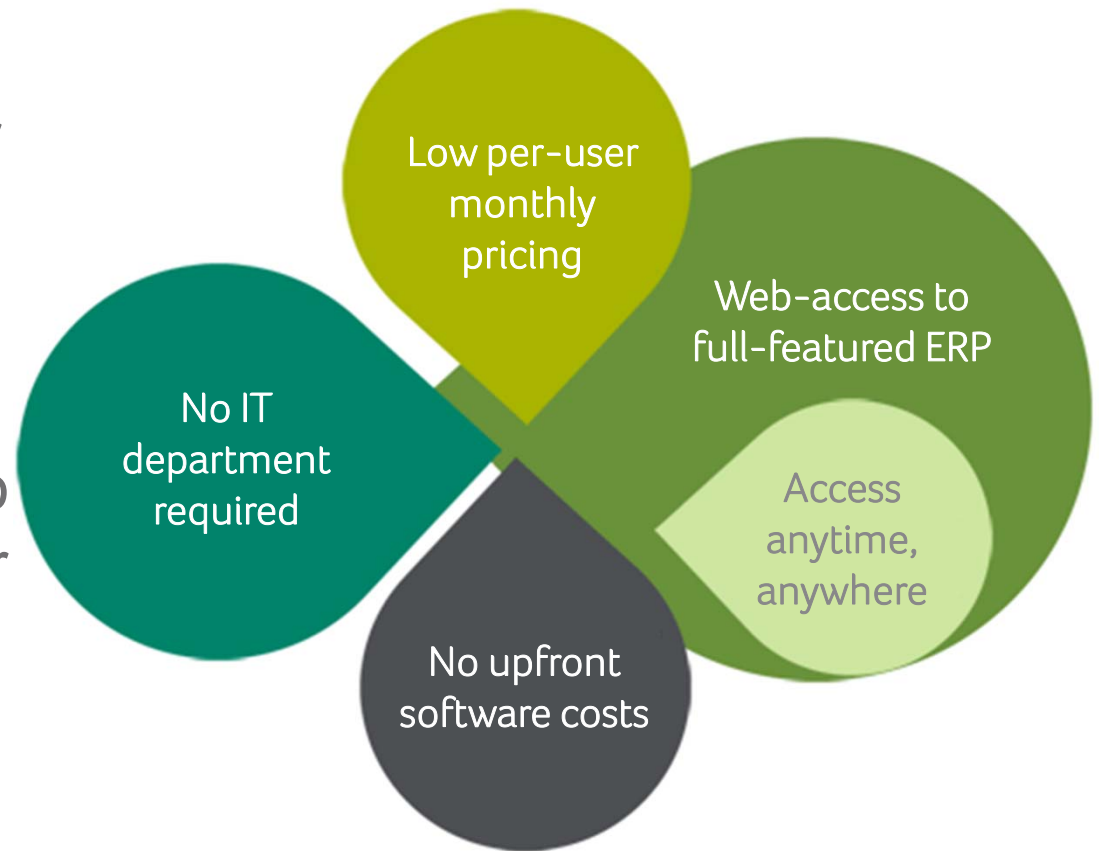 Low per-user
monthly
pricing
Web-access to
full-featured ERP
No IT
department
required
Access
anytime,
anywhere
No upfront
software costs